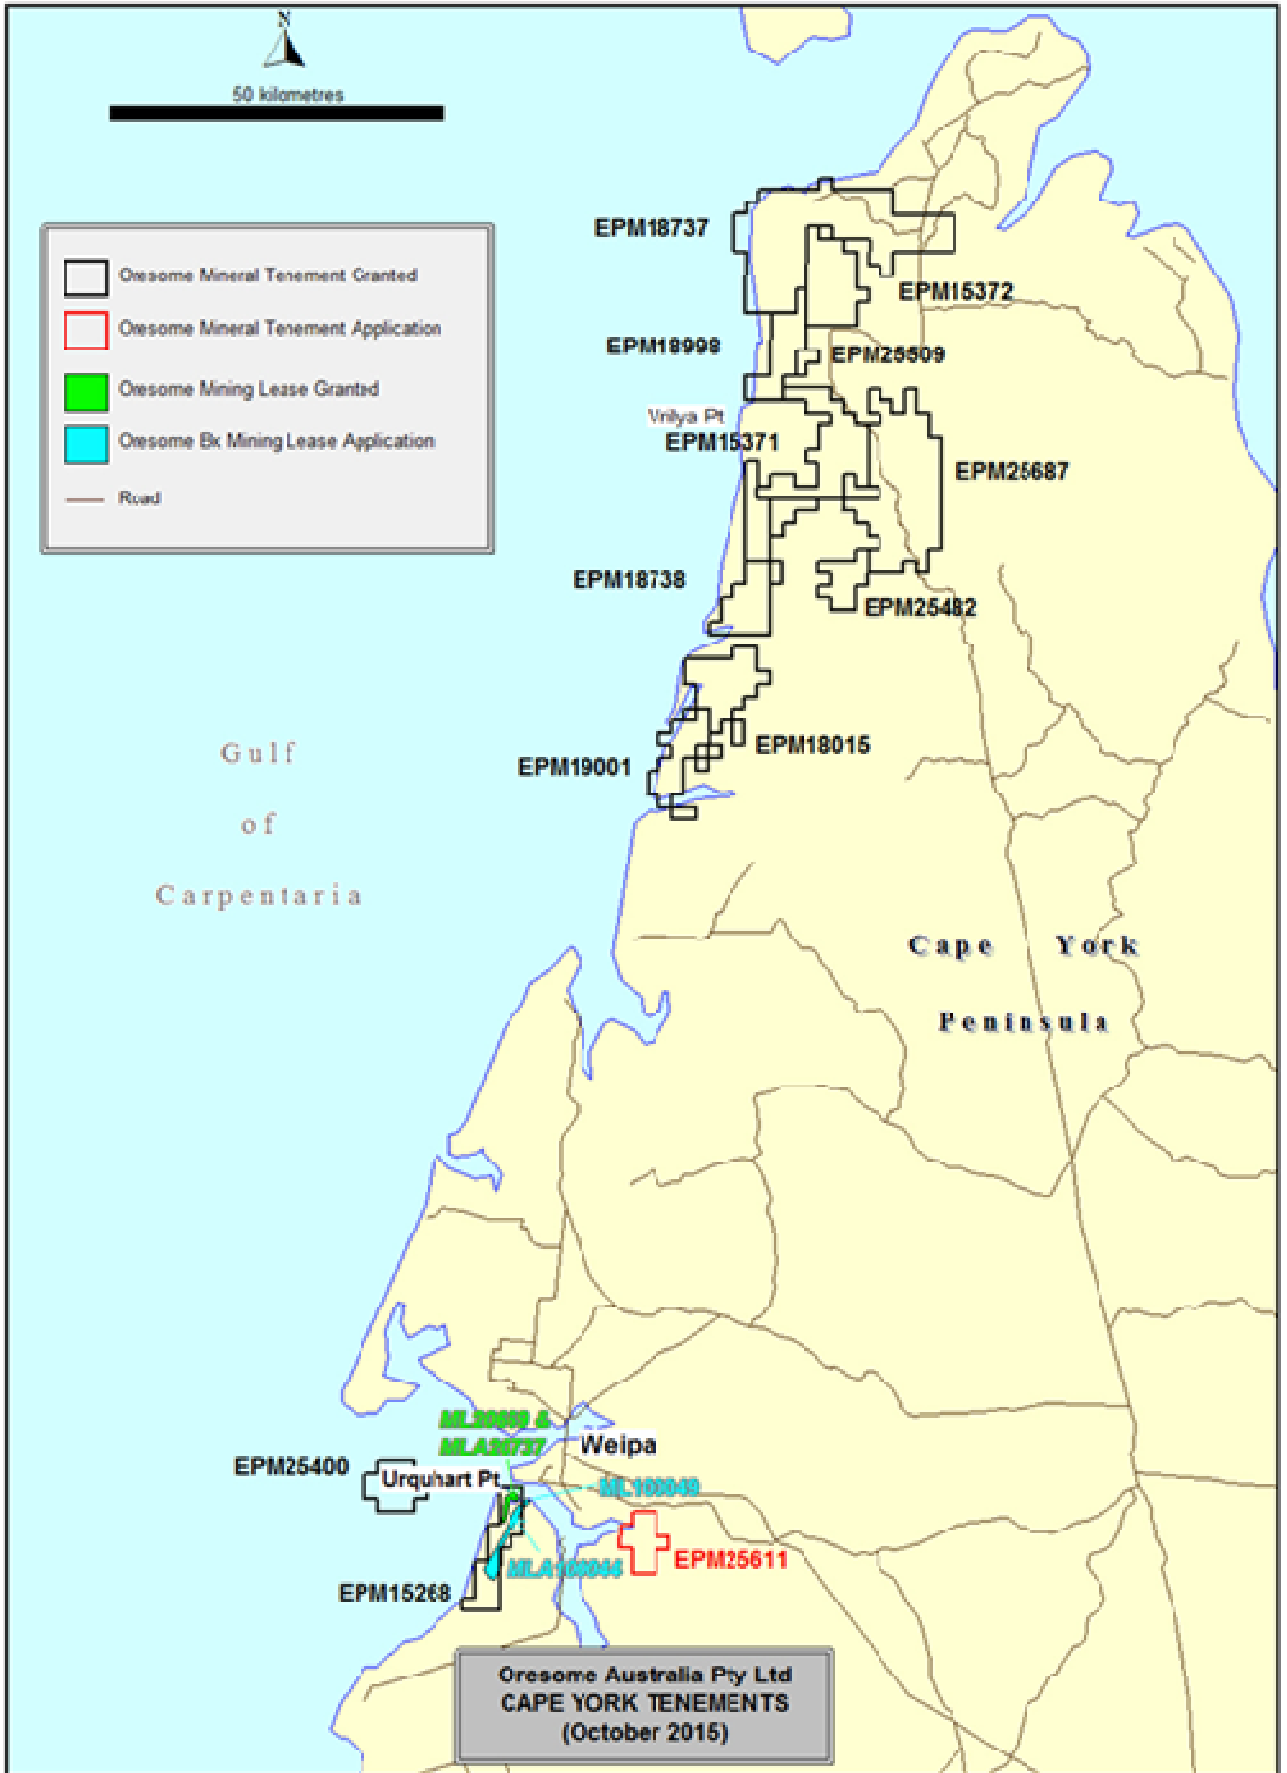 N
50 kilometres
Oresome Mineral Tenement Granted
Oresome Mineral Tenement Application
Oresome Mining Lease Granted
Oresome Bx Mining Lease Application
Road
EPM18737
EPM15372
EPM18998
EPM25509
Vrilya Pt
EPM15371
EPM25687
EPM18738
EPM25482
EPM18015
EPM19001
Gulf
of
Carpentaria
Cape York
Peninsula
&
Weipa
EPM25400
Urquhart Pt
ML100049
EPM25611
EPM15268
Oresome Australia Pty Ltd
CAPE YORK TENEMENTS
(October 2015)